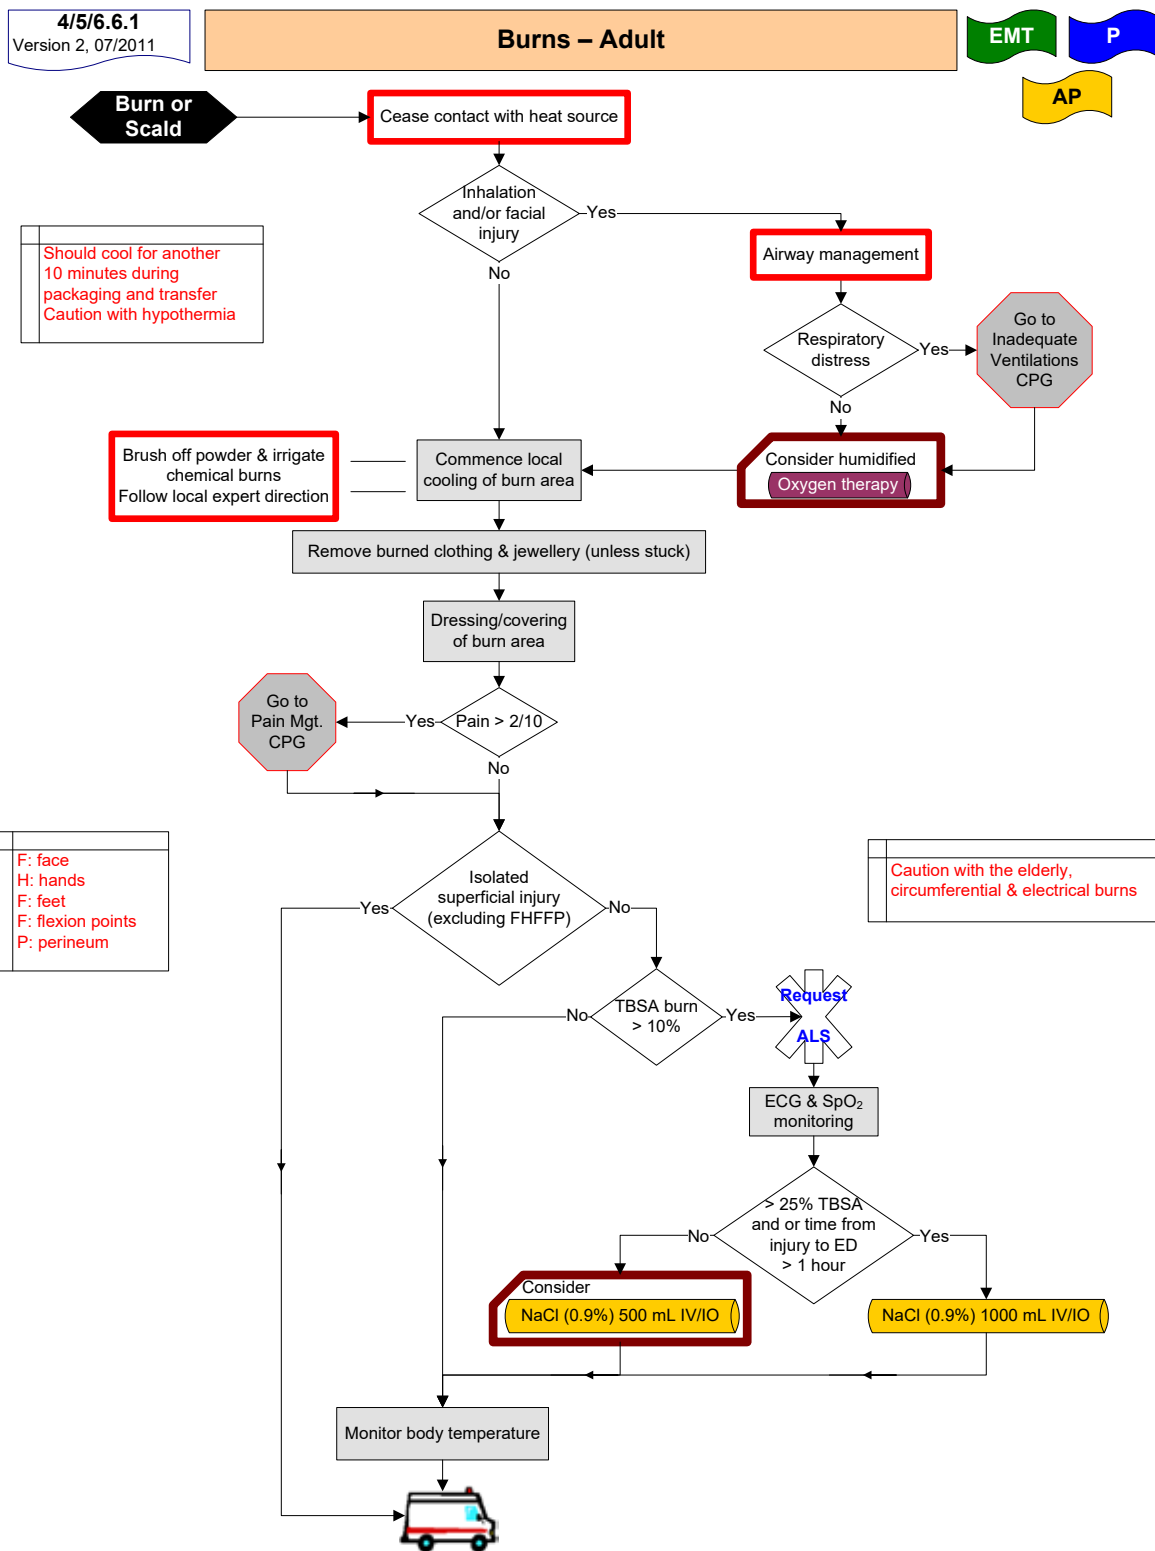 4/5/6.6.1
Version 2, 07/2011
Burns – Adult
EMT
P
AP
Burn or
Scald
Cease contact with heat source
Inhalation
and/or facial
injury
Yes
No
Should cool for another
10 minutes during
packaging and transfer
Caution with hypothermia
Airway management
Respiratory
distress
Yes
No
Go to
Inadequate
Ventilations
CPG
Brush off powder & irrigate
chemical burns
Follow local expert direction
Commence local
cooling of burn area
Consider humidified
Oxygen therapy
Remove burned clothing & jewellery (unless stuck)
Dressing/covering
of burn area
Go to
Pain Mgt.
CPG
Yes
Pain > 2/10
No
F: face
H: hands
F: feet
F: flexion points
P: perineum
Isolated
superficial injury
(excluding FHFFP)
Yes
No
Caution with the elderly,
circumferential & electrical burns
TBSA burn
> 10%
No
Yes
Request
ALS
ECG & SpO₂
monitoring
> 25% TBSA
and or time from
injury to ED
> 1 hour
No
Yes
Consider
NaCl (0.9%) 500 mL IV/IO
NaCl (0.9%) 1000 mL IV/IO
Monitor body temperature